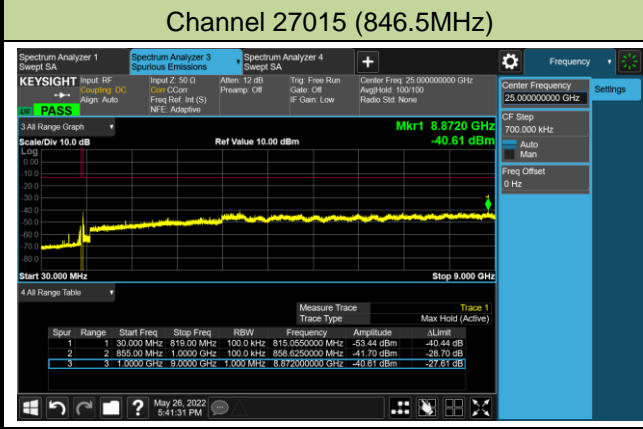 Channel 27015 (846.5MHz)
Spectrum Analyzer 1
Swept SA
Spectrum Analyzer 3
Spurious Emissions
Spectrum Analyzer 4
Swept SA
+
Frequency
KEYSIGHT
Input: RF
Coupling: DC
Align: Auto
Input Z: 50 Ω
Corr CCorr
Freq Ref: Int (S)
NFE: Adaptive
Atten: 12 dB
Preamp: Off
Trig: Free Run
Gate: Off
IF Gain: Low
Center Freq: 25.000000000 GHz
Avg|Hold: 100/100
Radio Std: None
PASS
Center Frequency
25.000000000 GHz
Settings
CF Step
700.000 kHz
Auto
Man
Freq Offset
0 Hz
3 All Range Graph
Mkr1 8.8720 GHz
Scale/Div 10.0 dB
Ref Value 10.00 dBm
-40.61 dBm
Log
0.00
-10.0
-20.0
-30.0
-40.0
-50.0
-60.0
-70.0
-80.0
1
Start 30.000 MHz
Stop 9.000 GHz
4 All Range Table
Measure Trace Trace 1
Trace Type Max Hold (Active)
Spur Range Start Freq Stop Freq RBW Frequency Amplitude ΔLimit
1 1 30.000 MHz 819.00 MHz 100.0 kHz 815.0550000 MHz -53.44 dBm -40.44 dB
2 2 855.00 MHz 1.0000 GHz 100.0 kHz 858.6250000 MHz -41.70 dBm -28.70 dB
3 3 1.0000 GHz 9.0000 GHz 1.000 MHz 8.872000000 GHz -40.61 dBm -27.61 dB
?
May 26, 2022
5:41:31 PM